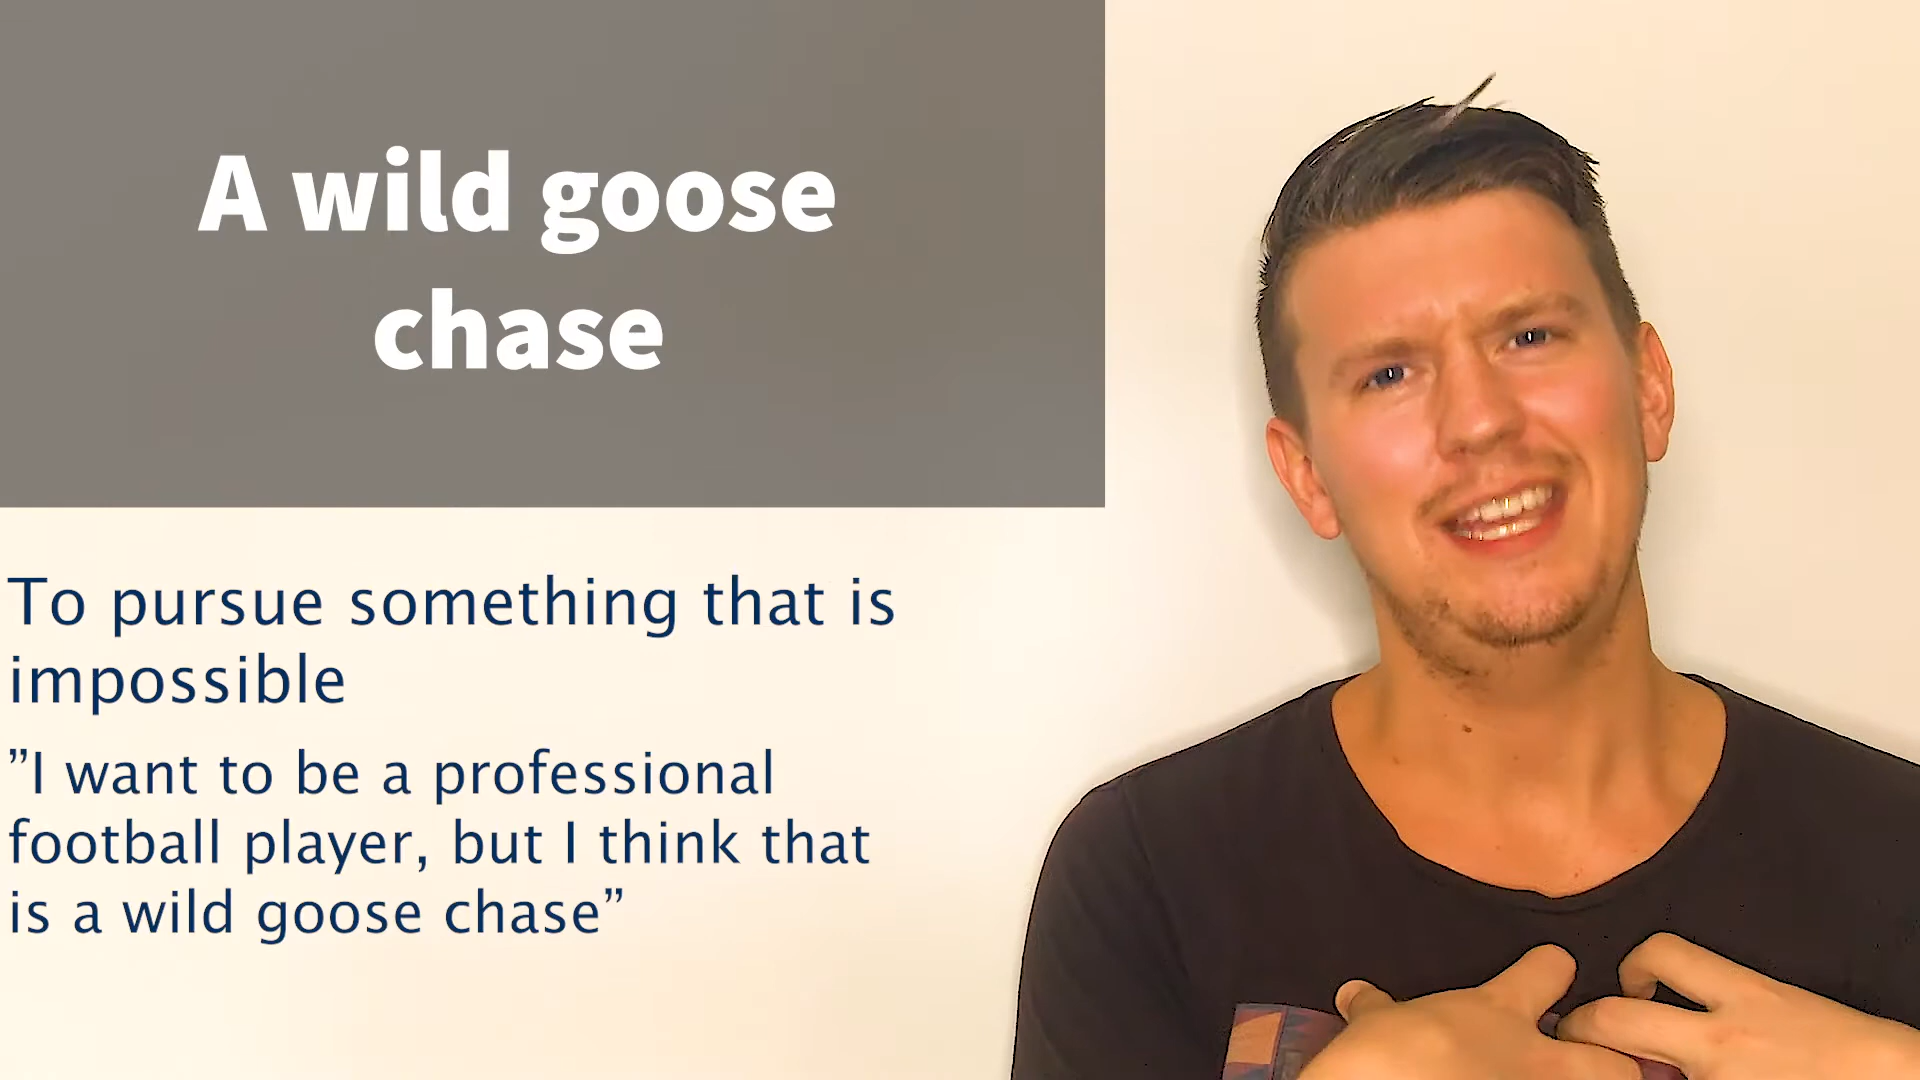 A wild goose
chase
To pursue something that is
impossible
”I want to be a professional
football player, but I think that
is a wild goose chase”